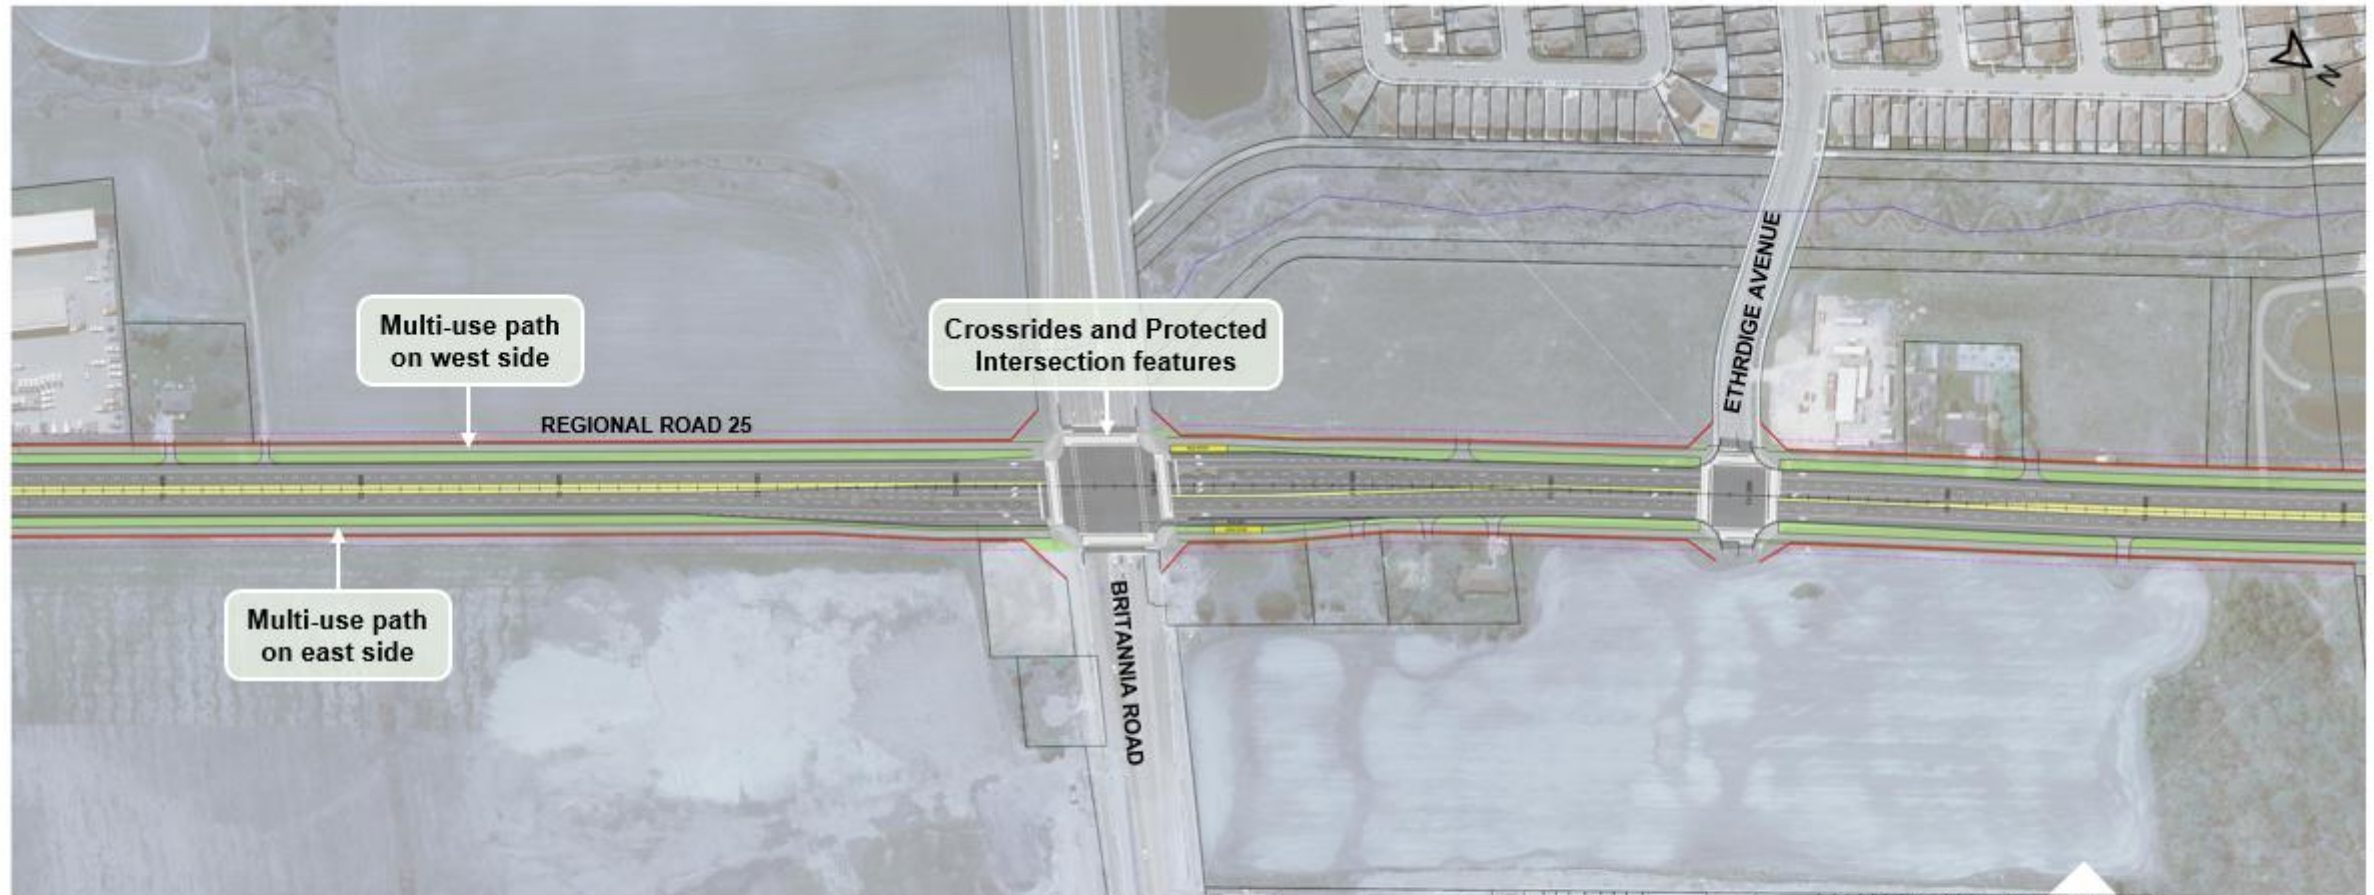 N
Multi-use path
on west side
Crossrides and Protected
Intersection features
ETHRDIGE AVENUE
REGIONAL ROAD 25
Multi-use path
on east side
BRITANNIA ROAD